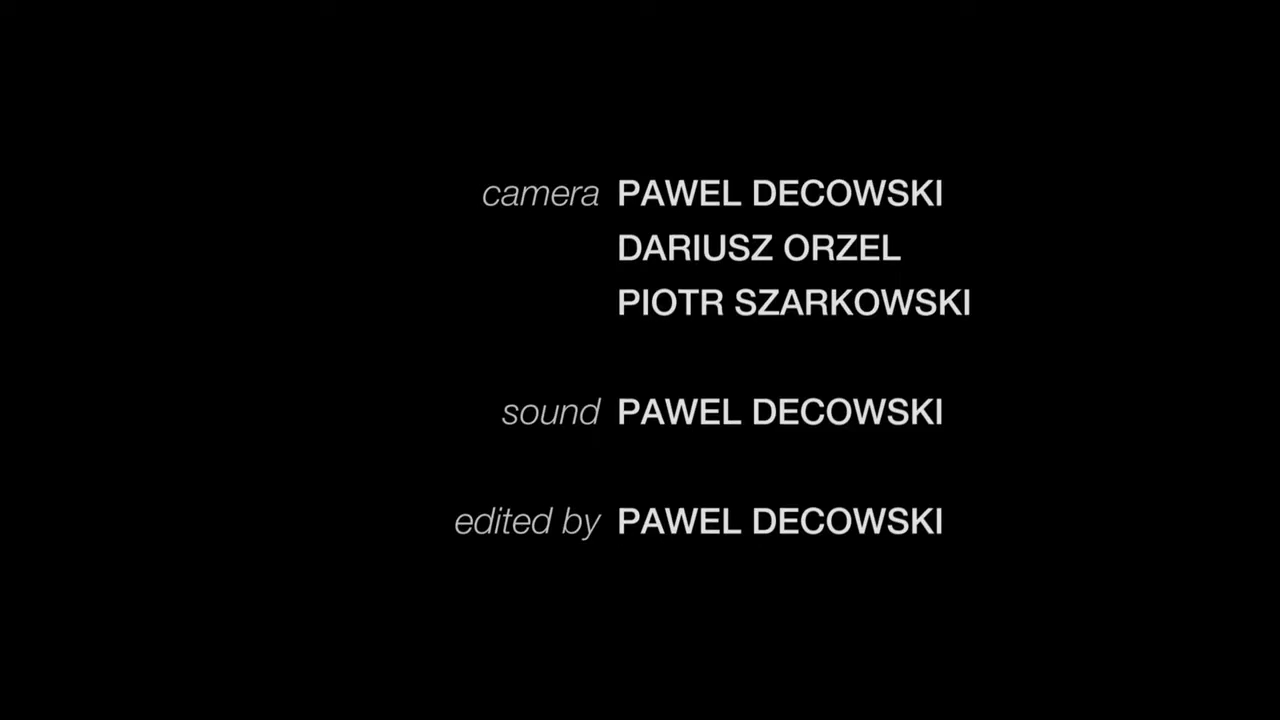 camera PAWEL DECOWSKI
DARIUSZ ORZEL
PIOTR SZARKOWSKI
sound PAWEL DECOWSKI
edited by PAWEL DECOWSKI